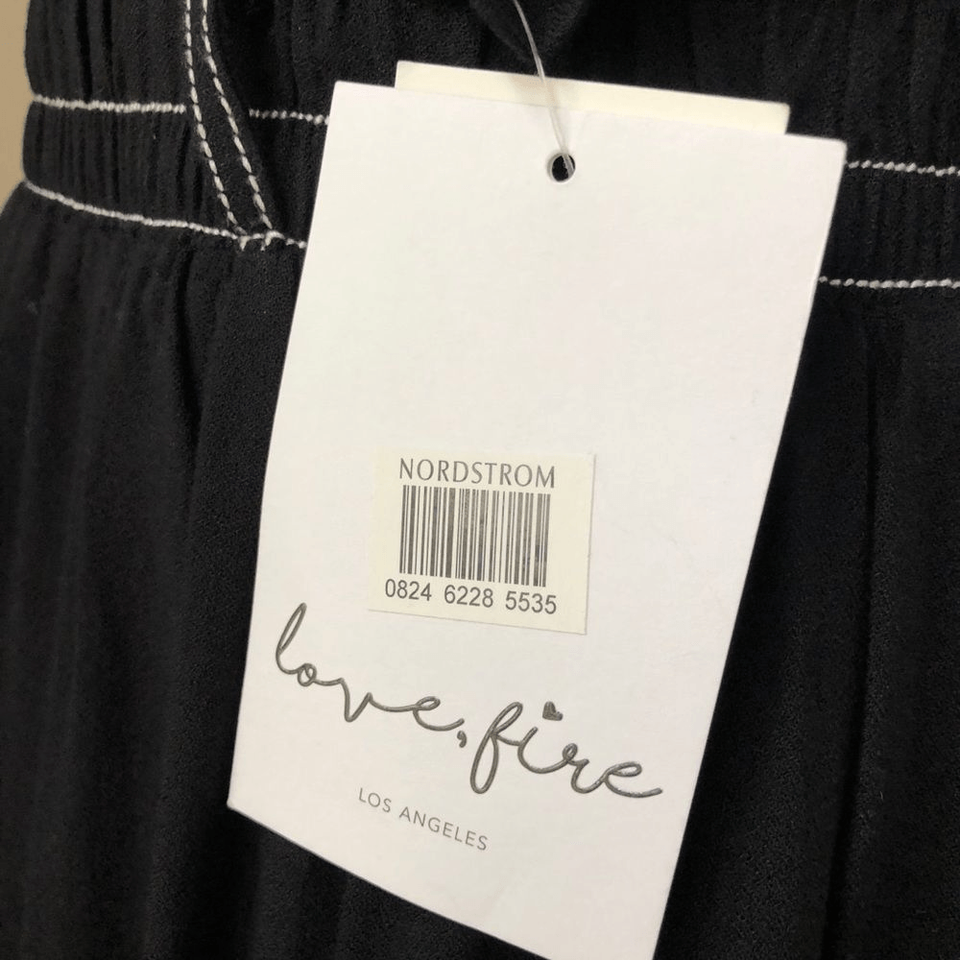 NORDSTROM
0824 6228 5535
love, fire
LOS ANGELES